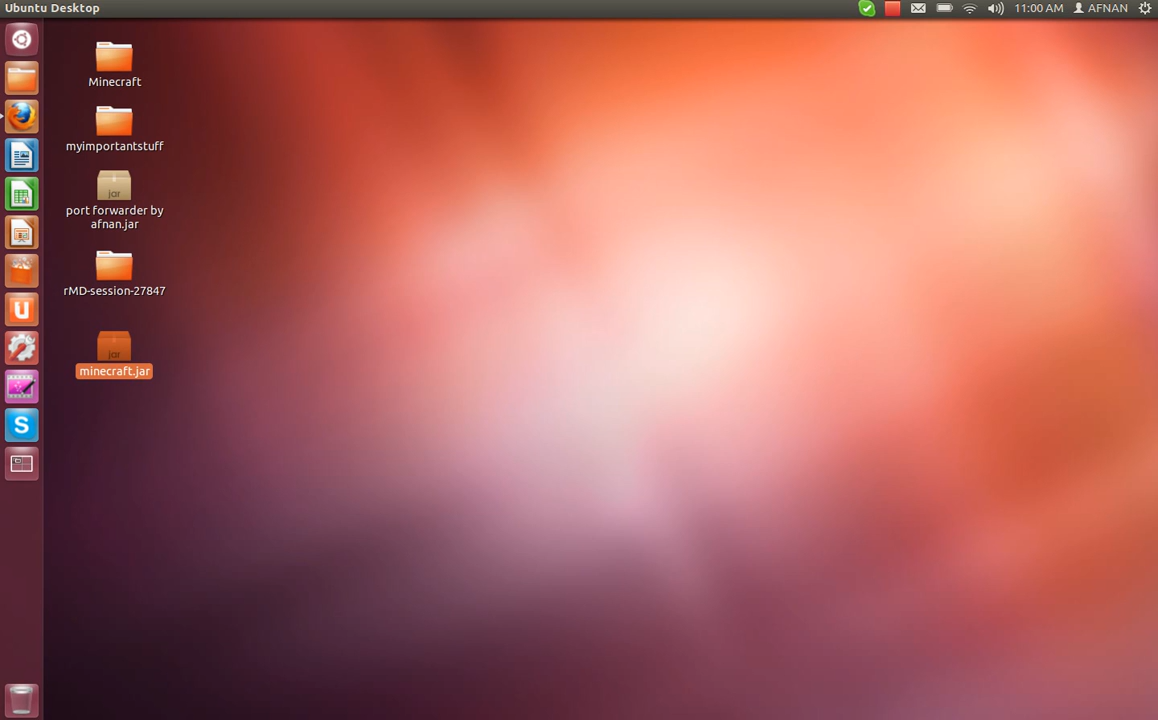 Ubuntu Desktop
11:00 AM
AFNAN
Minecraft
myimportantstuff
jar
port forwarder by
afnan.jar
rMD-session-27847
jar
minecraft.jar
U
S